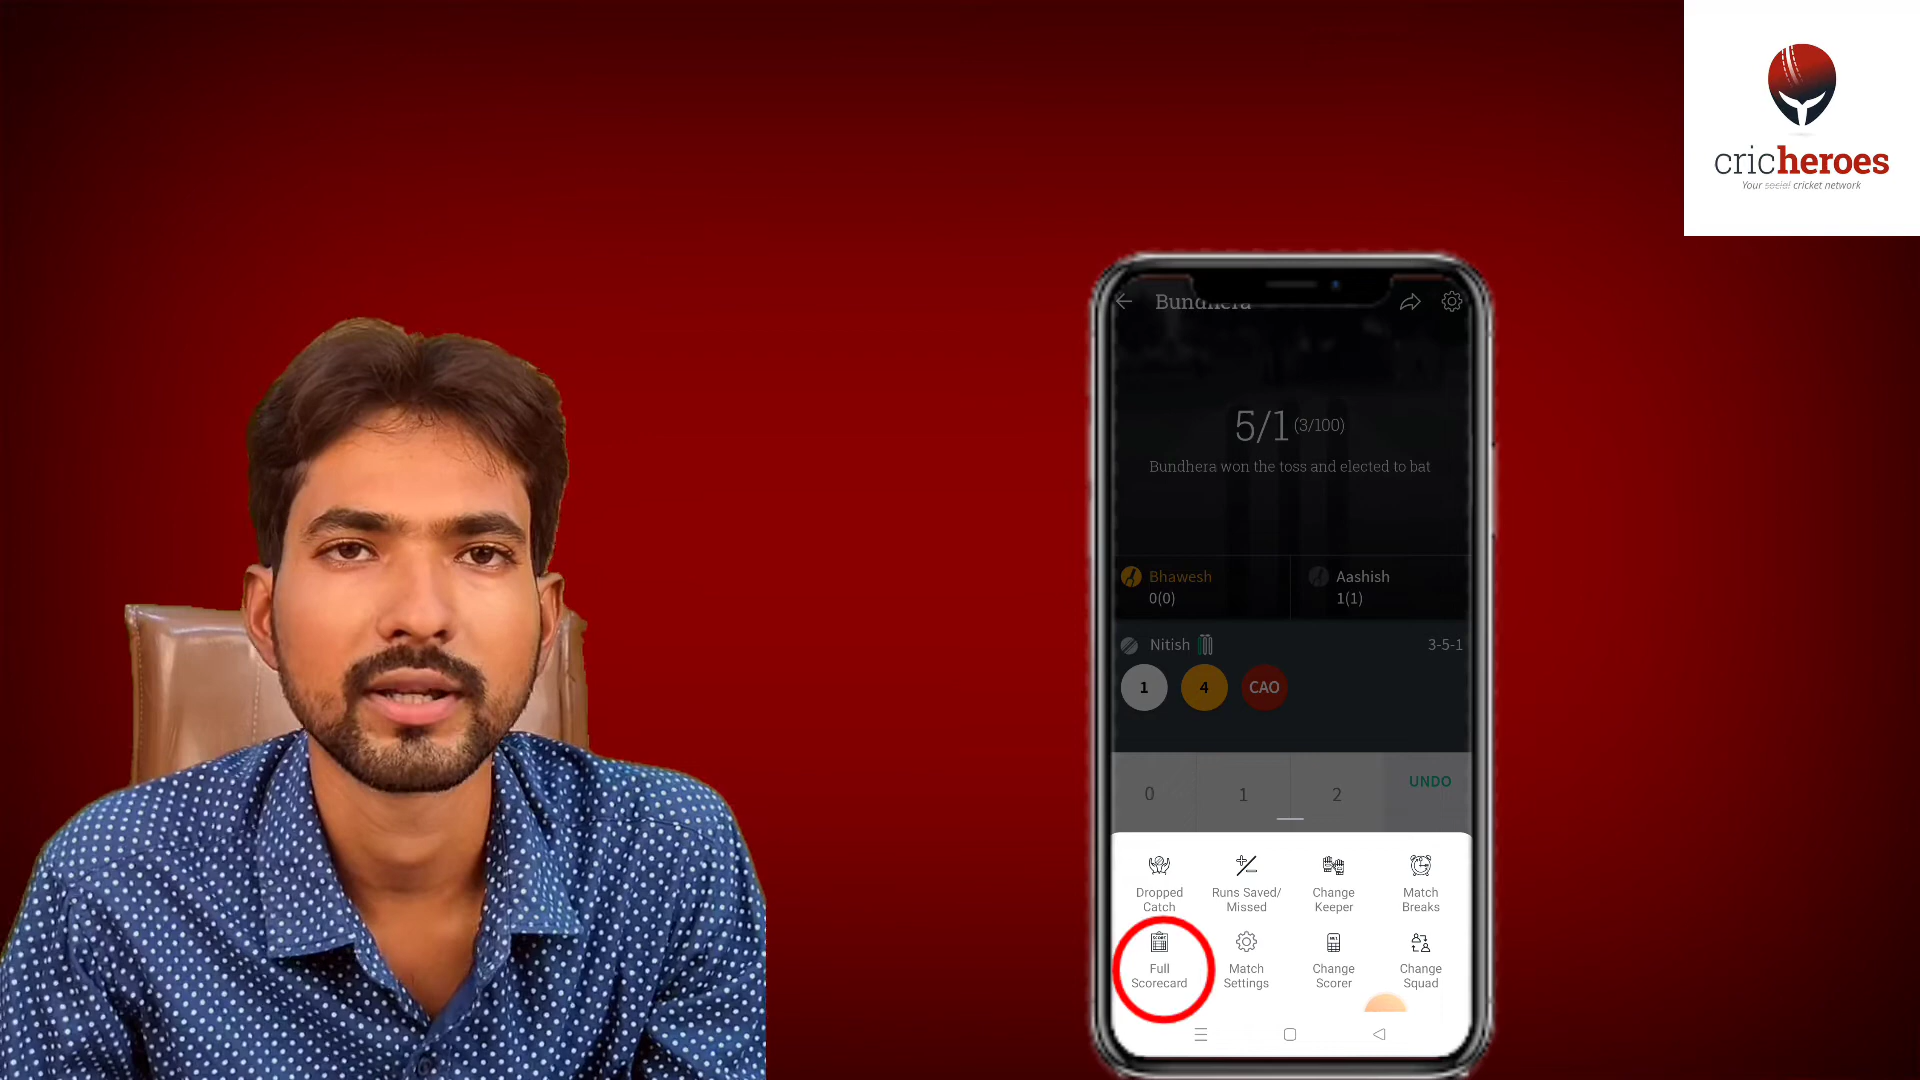 cricheroes
Your social cricket network
Bundhera
5/1 (3/100)
Bundhera won the toss and elected to bat
Bhawesh
0(0)
Aashish
1(1)
Nitish
3-5-1
1
4
CAO
0
1
2
UNDO
Dropped
Catch
Runs Saved/
Missed
Change
Keeper
Match
Breaks
Full
Scorecard
Match
Settings
Change
Scorer
Change
Squad